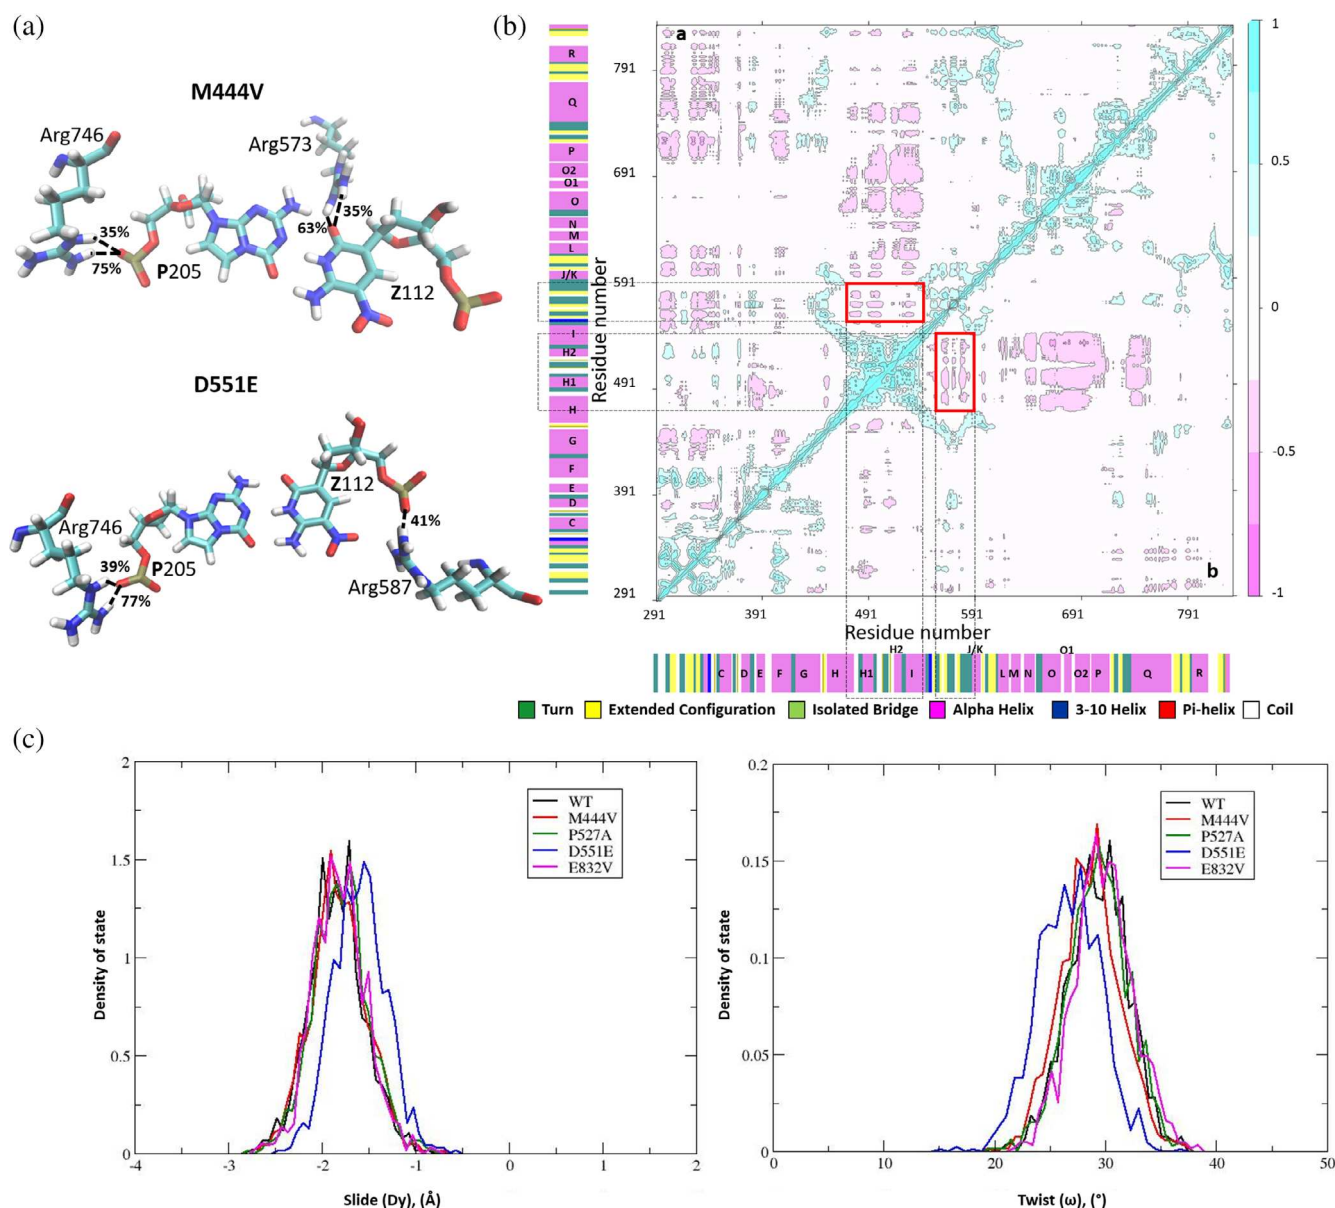 (a)
M444V
Arg746
Arg573
35%
63%
35%
75%
P205
Z112
D551E
Z112
Arg746
P205
41%
39%
77%
Arg587
(b)
R
Q
P
O2
O1
O
N
M
L
J/K
I
H2
H1
H
G
F
E
D
C
Residue number
791
691
591
491
391
291
a
b
1
0.5
0
-0.5
-1
291 391 491 591 691 791
Residue number
H2 J/K O1
C D E F G H H1 I L M N O O2 P Q R
Turn Extended Configuration Isolated Bridge Alpha Helix 3-10 Helix Pi-helix Coil
(c)
Density of state
2
1.5
1
0.5
0
WT
M444V
P527A
D551E
E832V
-4 -3 -2 -1 0 1 2
Slide (Dy), (Å)
Density of state
0.2
0.15
0.1
0.05
0
WT
M444V
P527A
D551E
E832V
0 10 20 30 40 50
Twist (ω), (°)